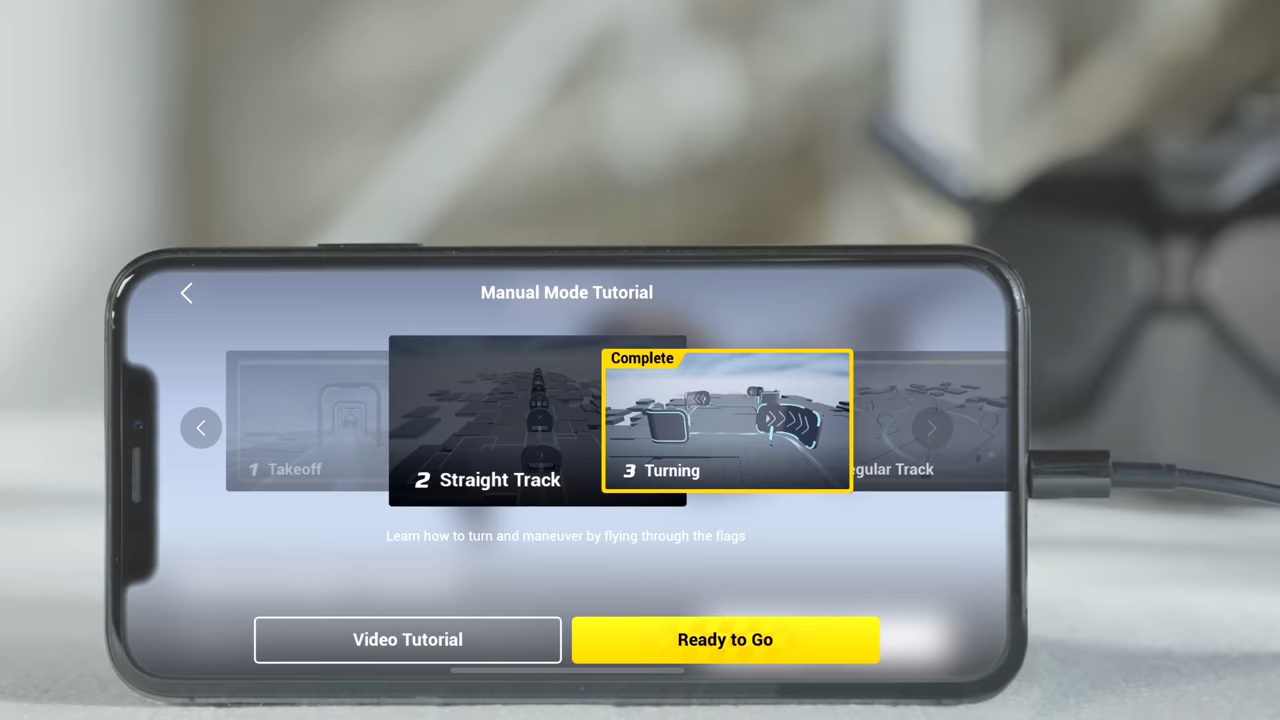 Manual Mode Tutorial
Complete
1 Takeoff
2 Straight Track
3 Turning
egular Track
Learn how to turn and maneuver by flying through the flags
Video Tutorial
Ready to Go